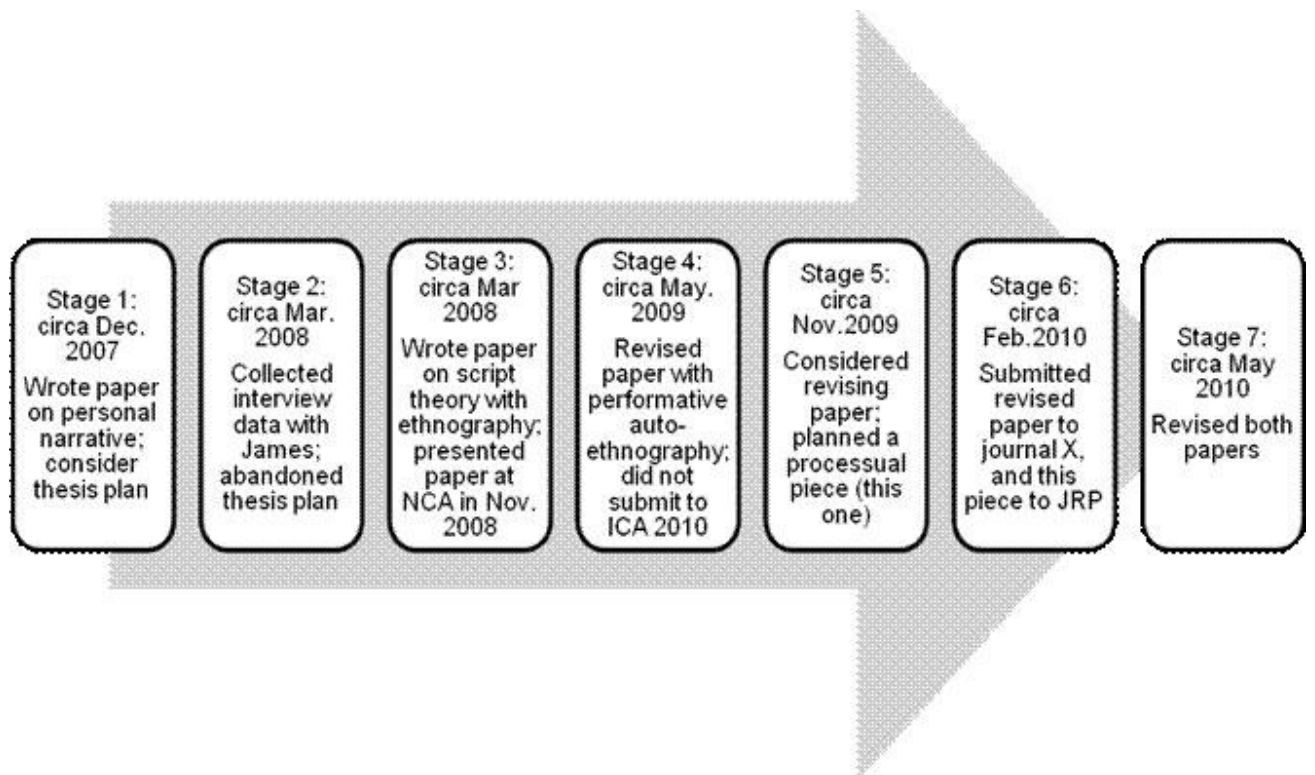 Stage 1:
circa Dec.
2007
Wrote paper
on personal
narrative;
consider
thesis plan
Stage 2:
circa Mar.
2008
Collected
interview
data with
James;
abandoned
thesis plan
Stage 3:
circa Mar
2008
Wrote paper
on script
theory with
ethnography;
presented
paper at
NCA in Nov.
2008
Stage 4:
circa May.
2009
Revised
paper with
performative
auto-
ethnography;
did not
submit to
ICA 2010
Stage 5:
circa
Nov.2009
Considered
revising
paper;
planned a
processual
piece (this
one)
Stage 6:
circa
Feb.2010
Submitted
revised
paper to
journal X,
and this
piece to JRP
Stage 7:
circa May
2010
Revised both
papers